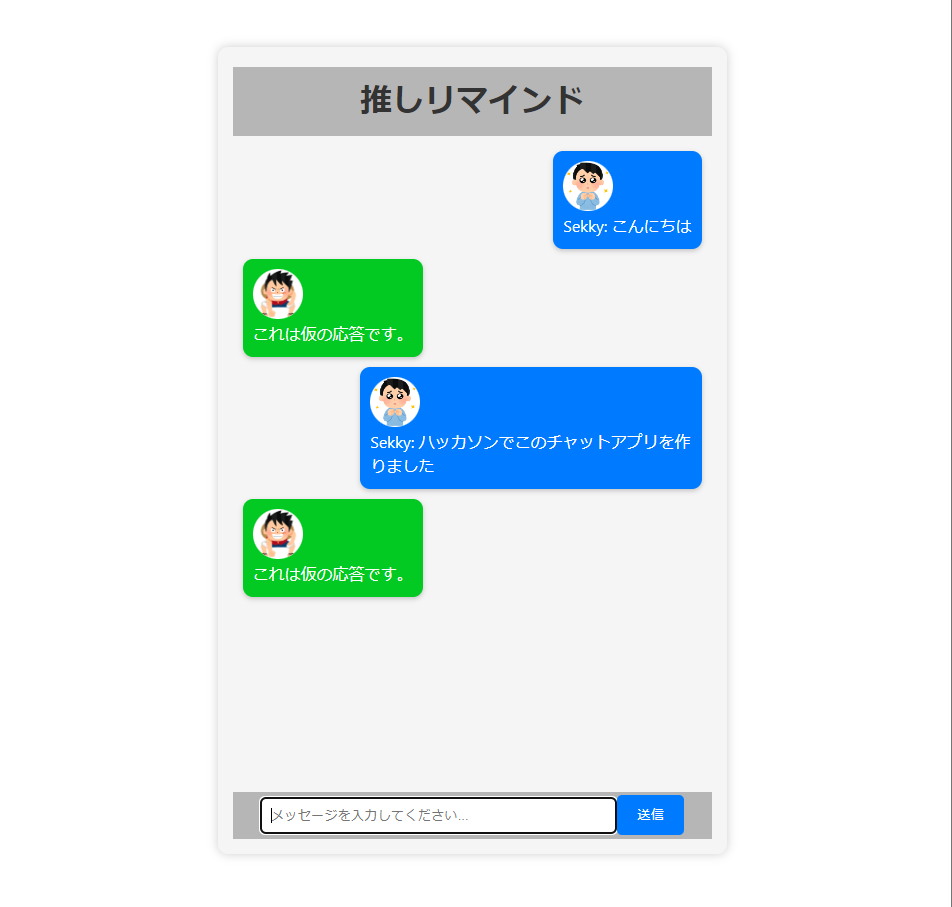 推しリマインド
Sekky: こんにちは
これは仮の応答です。
Sekky: ハッカソンでこのチャットアプリを作
りました
これは仮の応答です。
メッセージを入力してください...
送信